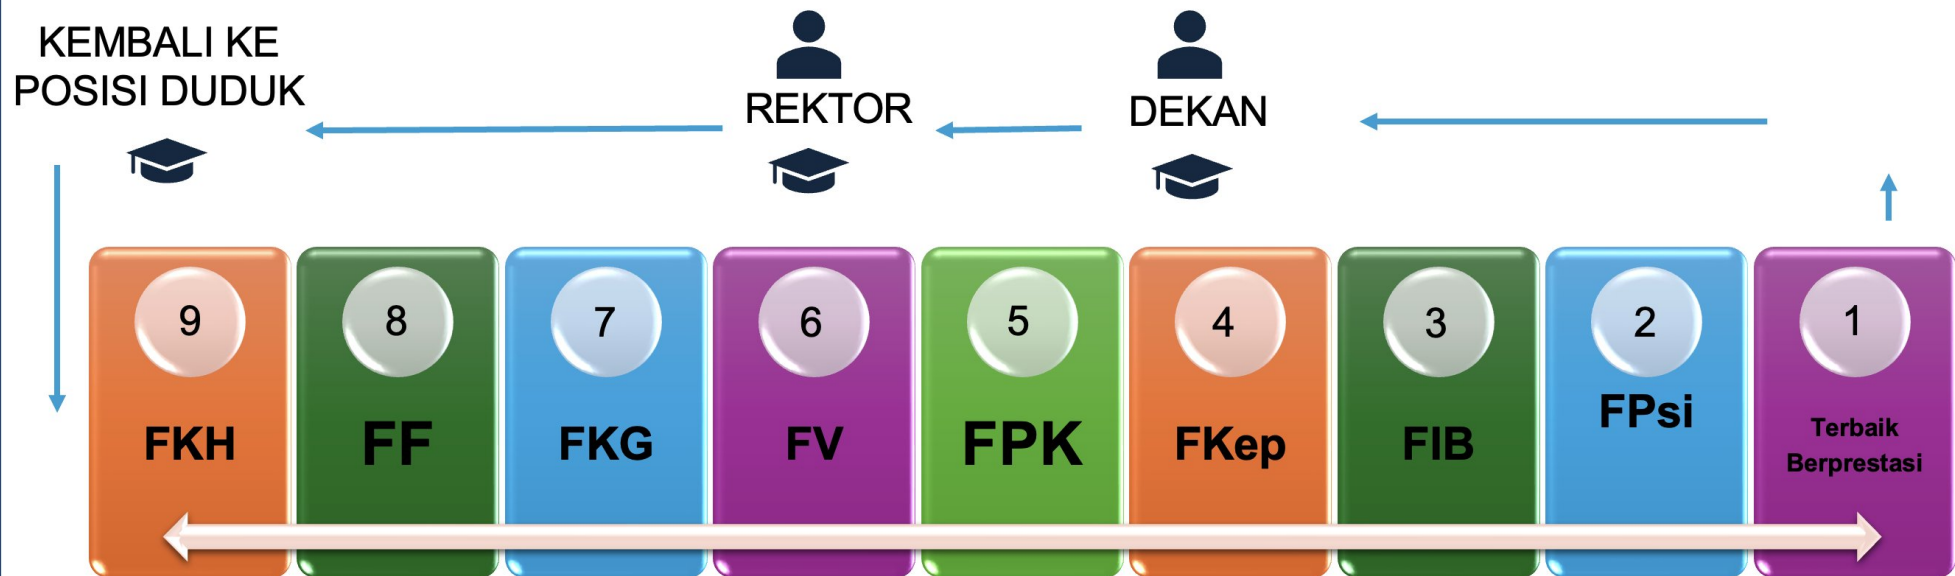 KEMBALI KE
POSISI DUDUK
REKTOR
DEKAN
9
FKH
8
FF
7
FKG
6
FV
5
FPK
4
FKep
3
FIB
2
FPsi
1
Terbaik
Berprestasi